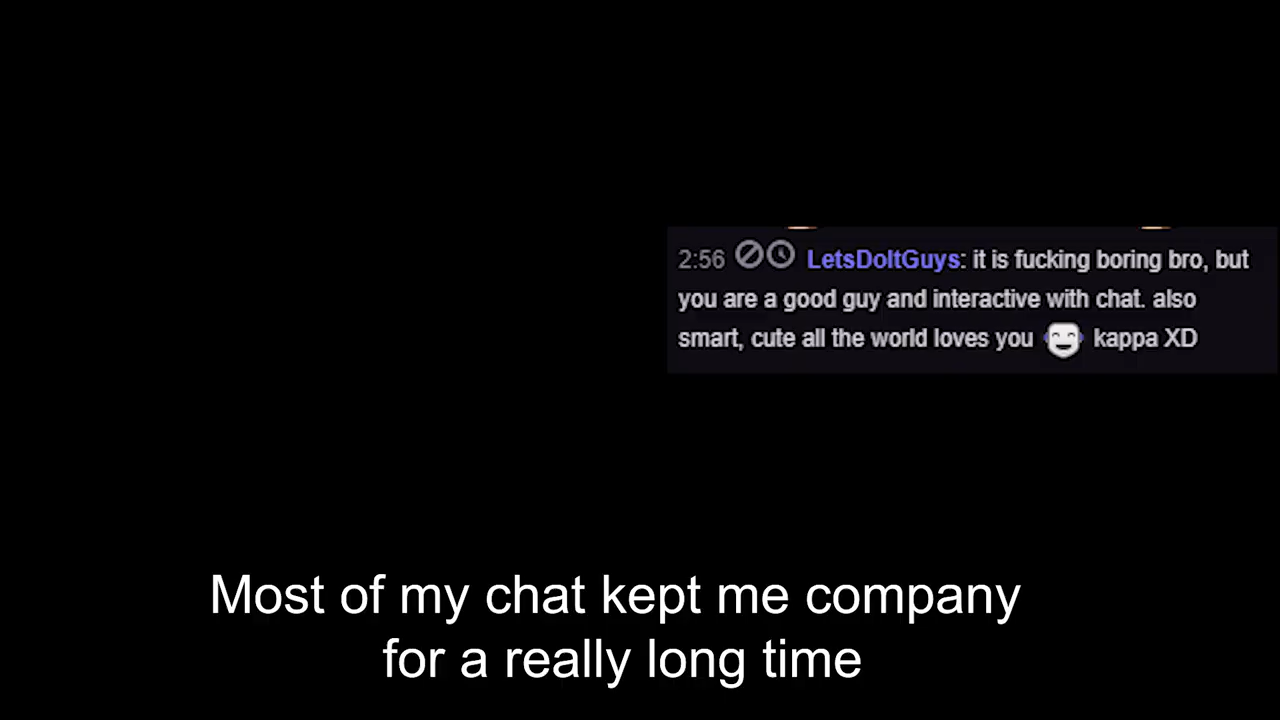 2:56 LetsDoItGuys: it is fucking boring bro, but
you are a good guy and interactive with chat. also
smart, cute all the world loves you kappa XD
Most of my chat kept me company
for a really long time